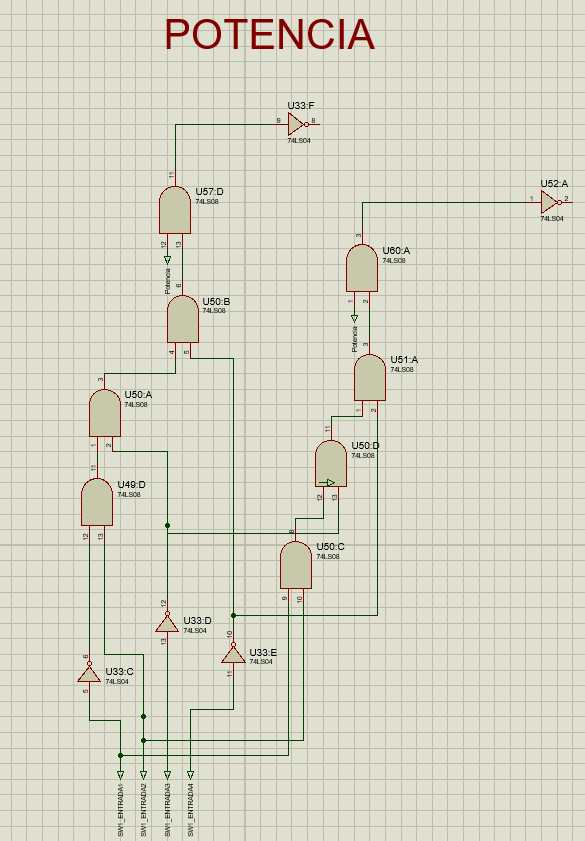 POTENCIA
U33:F
9
8
74LS04
11
U57:D
74LS08
12
13
Potencia
U52:A
1
2
74LS04
3
U60:A
74LS08
1
2
Potencia
6
U50:B
74LS08
4
5
3
U51:A
74LS08
1
2
3
U50:A
74LS08
1
2
11
U50:D
74LS08
12
13
11
U49:D
74LS08
12
13
8
U50:C
74LS08
9
10
12
U33:D
74LS04
13
10
U33:E
74LS04
11
6
U33:C
74LS04
5
SW1_ENTRADA1
SW1_ENTRADA2
SW1_ENTRADA3
SW1_ENTRADA4